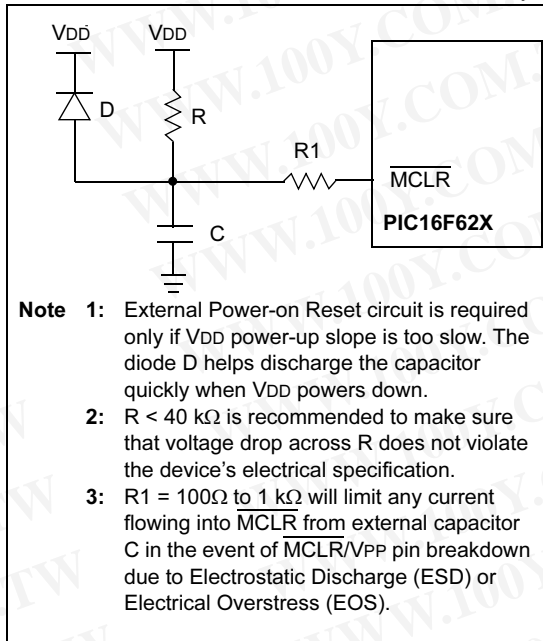 VDD VDD
D
R
R1
MCLR
PIC16F62X
C
Note 1: External Power-on Reset circuit is required
only if VDD power-up slope is too slow. The
diode D helps discharge the capacitor
quickly when VDD powers down.
2: R < 40 kΩ is recommended to make sure
that voltage drop across R does not violate
the device's electrical specification.
3: R1 = 100Ω to 1 kΩ will limit any current
flowing into MCLR from external capacitor
C in the event of MCLR/VPP pin breakdown
due to Electrostatic Discharge (ESD) or
Electrical Overstress (EOS).
WWW.100Y.COM.TW